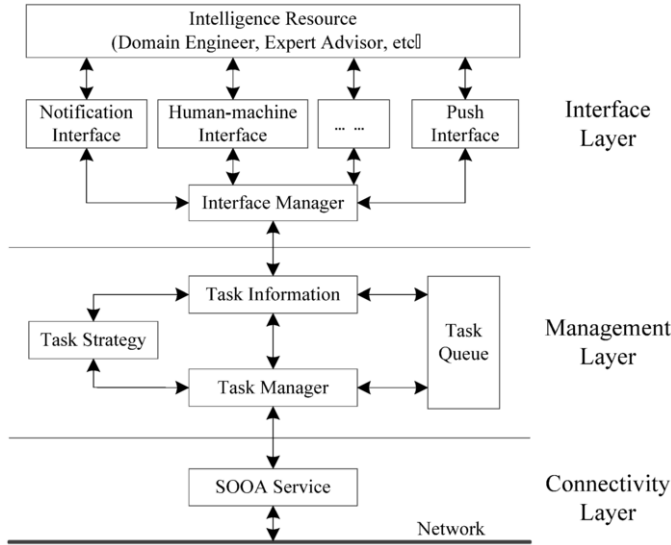 Intelligence Resource
(Domain Engineer, Expert Advisor, etc▯
Notification
Interface
Human-machine
Interface
... ...
Push
Interface
Interface
Layer
Interface Manager
Task Information
Task Strategy
Task
Queue
Management
Layer
Task Manager
SOOA Service
Connectivity
Layer
Network